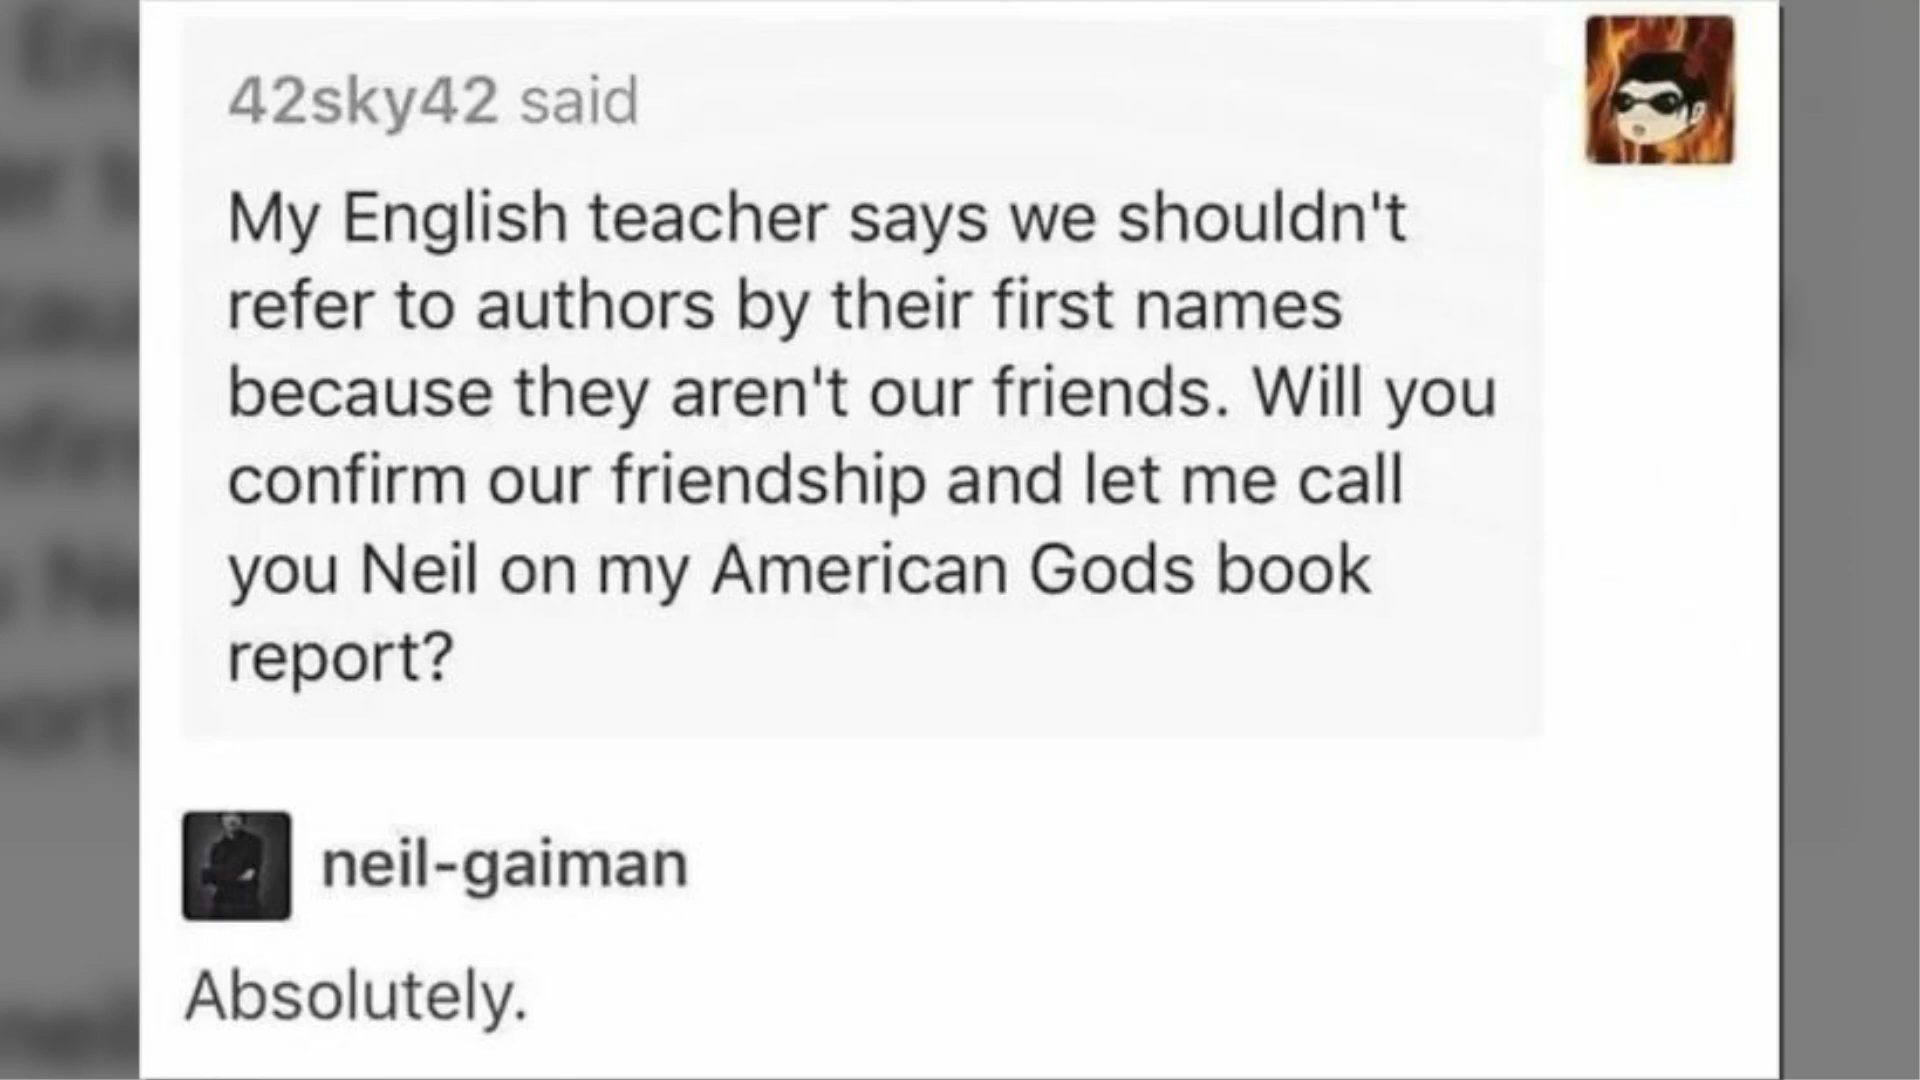 42sky42 said
My English teacher says we shouldn't
refer to authors by their first names
because they aren't our friends. Will you
confirm our friendship and let me call
you Neil on my American Gods book
report?
neil-gaiman
Absolutely.